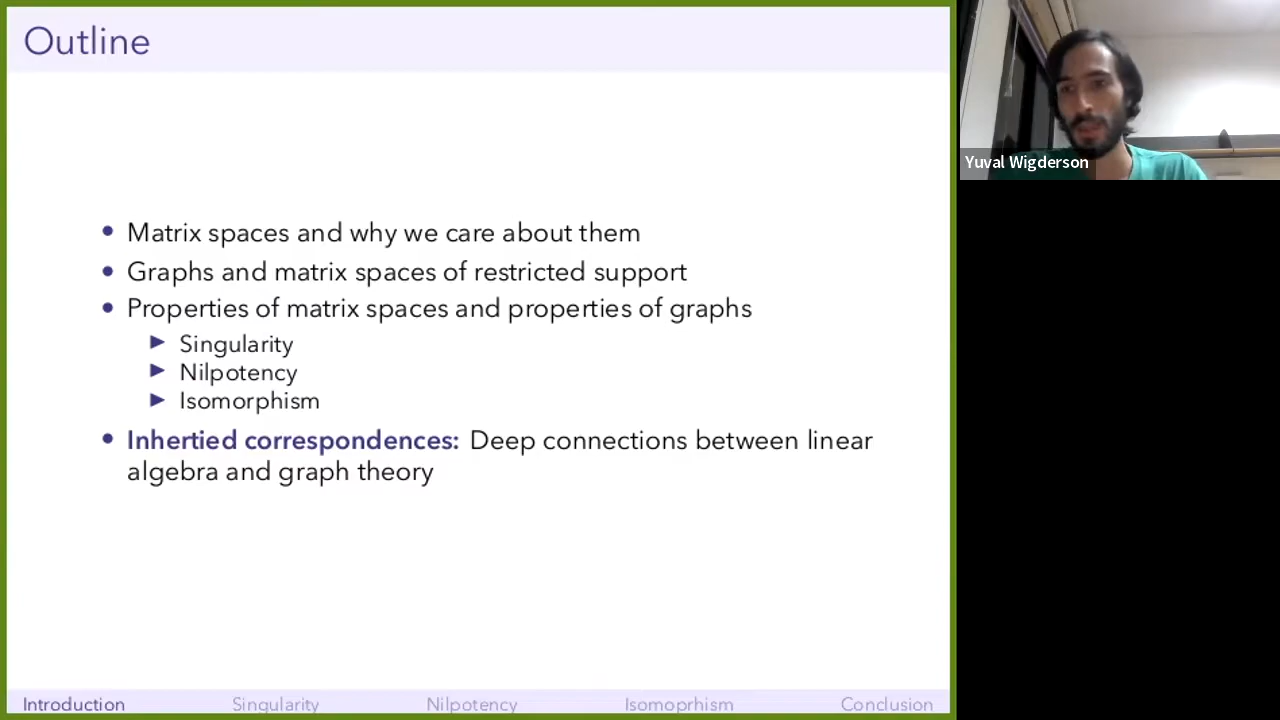 Outline
Yuval Wigderson
Matrix spaces and why we care about them
Graphs and matrix spaces of restricted support
Properties of matrix spaces and properties of graphs
Singularity
Nilpotency
Isomorphism
Inhertied correspondences: Deep connections between linear
algebra and graph theory
Introduction Singularity Nilpotency Isomoprhism Conclusion